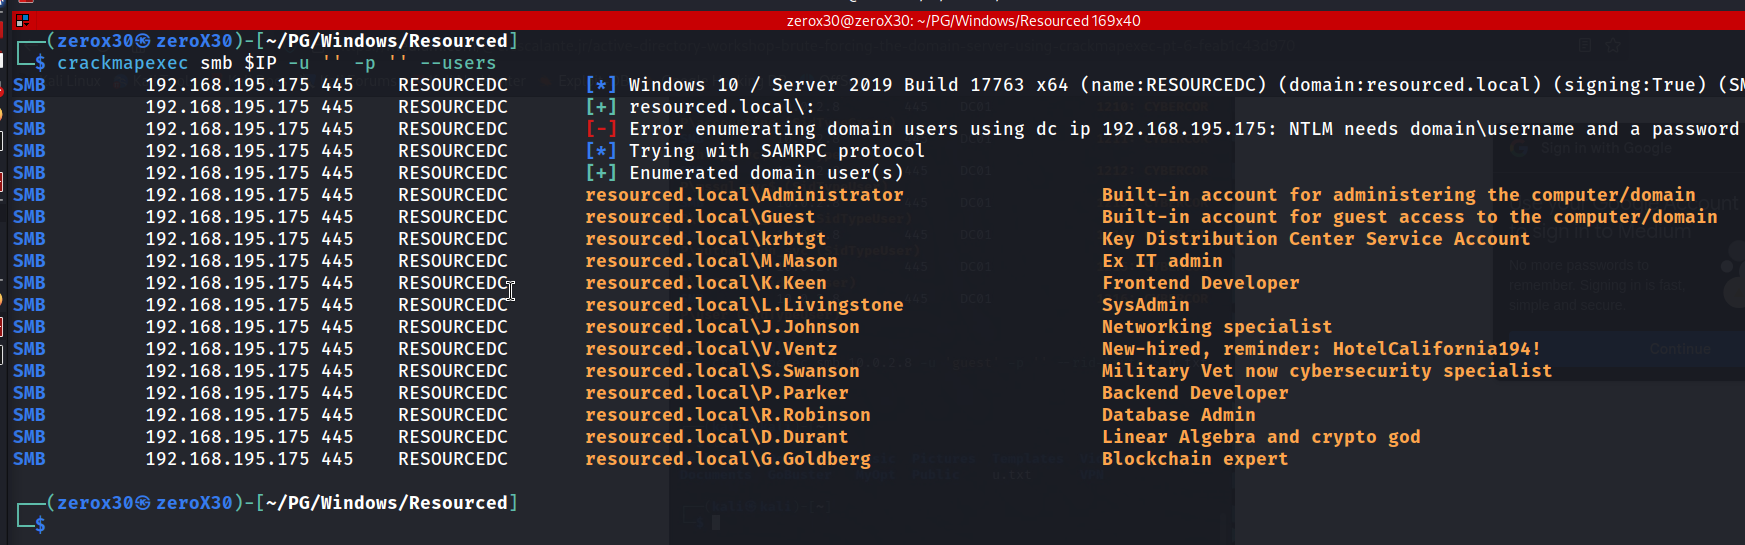 zerox30@zeroX30: ~/PG/Windows/Resourced 169x40
┌──(zerox30㉿zeroX30)-[~/PG/Windows/Resourced]
└─$ crackmapexec smb $IP -u '' -p '' --users
SMB 192.168.195.175 445 RESOURCEDC [*] Windows 10 / Server 2019 Build 17763 x64 (name:RESOURCEDC) (domain:resourced.local) (signing:True) (SM
SMB 192.168.195.175 445 RESOURCEDC [+] resourced.local\:
SMB 192.168.195.175 445 RESOURCEDC [-] Error enumerating domain users using dc ip 192.168.195.175: NTLM needs domain\username and a password
SMB 192.168.195.175 445 RESOURCEDC [*] Trying with SAMRPC protocol
SMB 192.168.195.175 445 RESOURCEDC [+] Enumerated domain user(s)
SMB 192.168.195.175 445 RESOURCEDC resourced.local\Administrator Built-in account for administering the computer/domain
SMB 192.168.195.175 445 RESOURCEDC resourced.local\Guest Built-in account for guest access to the computer/domain
SMB 192.168.195.175 445 RESOURCEDC resourced.local\krbtgt Key Distribution Center Service Account
SMB 192.168.195.175 445 RESOURCEDC resourced.local\M.Mason Ex IT admin
SMB 192.168.195.175 445 RESOURCEDC resourced.local\K.Keen Frontend Developer
SMB 192.168.195.175 445 RESOURCEDC resourced.local\L.Livingstone SysAdmin
SMB 192.168.195.175 445 RESOURCEDC resourced.local\J.Johnson Networking specialist
SMB 192.168.195.175 445 RESOURCEDC resourced.local\V.Ventz New-hired, reminder: HotelCalifornia194!
SMB 192.168.195.175 445 RESOURCEDC resourced.local\S.Swanson Military Vet now cybersecurity specialist
SMB 192.168.195.175 445 RESOURCEDC resourced.local\P.Parker Backend Developer
SMB 192.168.195.175 445 RESOURCEDC resourced.local\R.Robinson Database Admin
SMB 192.168.195.175 445 RESOURCEDC resourced.local\D.Durant Linear Algebra and crypto god
SMB 192.168.195.175 445 RESOURCEDC resourced.local\G.Goldberg Blockchain expert
┌──(zerox30㉿zeroX30)-[~/PG/Windows/Resourced]
└─$